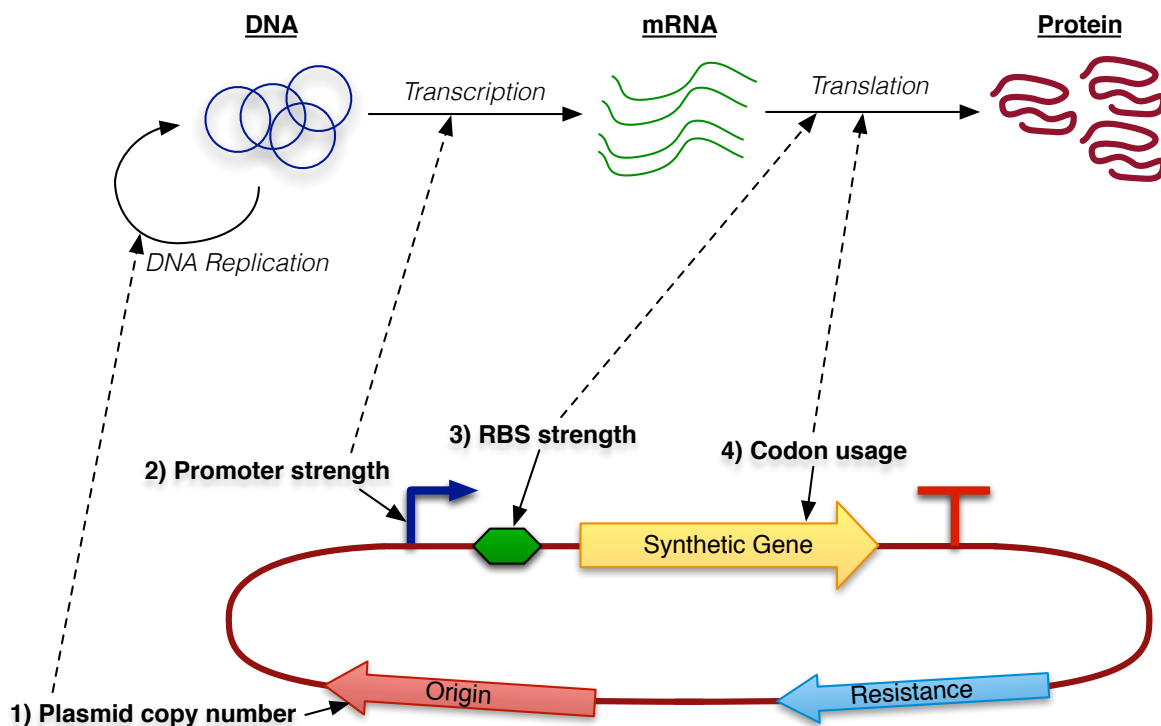 DNA
mRNA
Protein
Transcription
Translation
DNA Replication
3) RBS strength
4) Codon usage
2) Promoter strength
Synthetic Gene
Origin
Resistance
1) Plasmid copy number